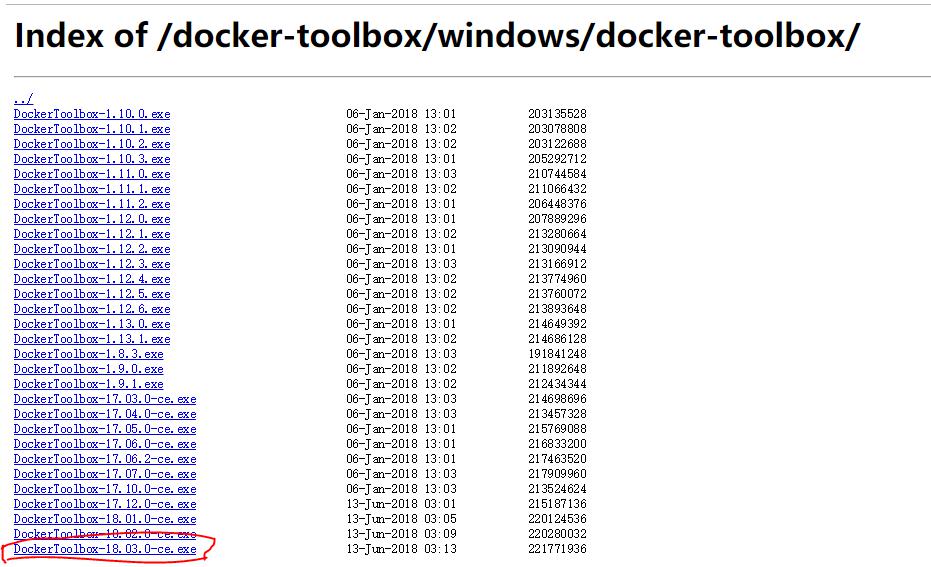 Index of /docker-toolbox/windows/docker-toolbox/
../
DockerToolbox-1.10.0.exe 06-Jan-2018 13:01 203135528
DockerToolbox-1.10.1.exe 06-Jan-2018 13:02 203078808
DockerToolbox-1.10.2.exe 06-Jan-2018 13:02 203122688
DockerToolbox-1.10.3.exe 06-Jan-2018 13:01 205292712
DockerToolbox-1.11.0.exe 06-Jan-2018 13:03 210744584
DockerToolbox-1.11.1.exe 06-Jan-2018 13:02 211066432
DockerToolbox-1.11.2.exe 06-Jan-2018 13:01 206448376
DockerToolbox-1.12.0.exe 06-Jan-2018 13:01 207889296
DockerToolbox-1.12.1.exe 06-Jan-2018 13:02 213280664
DockerToolbox-1.12.2.exe 06-Jan-2018 13:01 213090944
DockerToolbox-1.12.3.exe 06-Jan-2018 13:03 213166912
DockerToolbox-1.12.4.exe 06-Jan-2018 13:02 213774960
DockerToolbox-1.12.5.exe 06-Jan-2018 13:02 213760072
DockerToolbox-1.12.6.exe 06-Jan-2018 13:02 213893648
DockerToolbox-1.13.0.exe 06-Jan-2018 13:01 214649392
DockerToolbox-1.13.1.exe 06-Jan-2018 13:02 214686128
DockerToolbox-1.8.3.exe 06-Jan-2018 13:03 191841248
DockerToolbox-1.9.0.exe 06-Jan-2018 13:02 211892648
DockerToolbox-1.9.1.exe 06-Jan-2018 13:02 212434344
DockerToolbox-17.03.0-ce.exe 06-Jan-2018 13:03 214698696
DockerToolbox-17.04.0-ce.exe 06-Jan-2018 13:03 213457328
DockerToolbox-17.05.0-ce.exe 06-Jan-2018 13:01 215769088
DockerToolbox-17.06.0-ce.exe 06-Jan-2018 13:01 216833200
DockerToolbox-17.06.2-ce.exe 06-Jan-2018 13:01 217463520
DockerToolbox-17.07.0-ce.exe 06-Jan-2018 13:03 217909960
DockerToolbox-17.10.0-ce.exe 06-Jan-2018 13:03 213524624
DockerToolbox-17.12.0-ce.exe 13-Jun-2018 03:01 215187136
DockerToolbox-18.01.0-ce.exe 13-Jun-2018 03:05 220124536
DockerToolbox-18.02.0-ce.exe 13-Jun-2018 03:09 220280032
DockerToolbox-18.03.0-ce.exe 13-Jun-2018 03:13 221771936